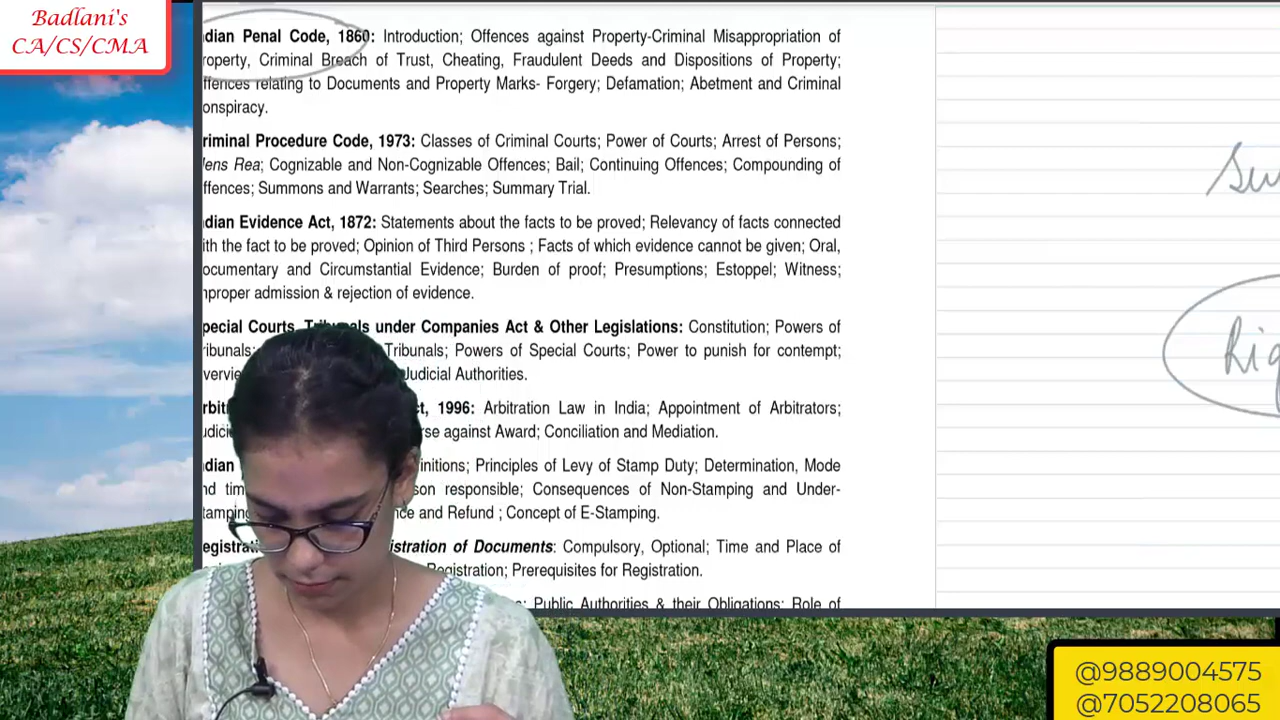 Badlani's
CA/CS/CMA
dian Penal Code, 1860: Introduction; Offences against Property-Criminal Misappropriation of
roperty, Criminal Breach of Trust, Cheating, Fraudulent Deeds and Dispositions of Property;
ffences relating to Documents and Property Marks- Forgery; Defamation; Abetment and Criminal
onspiracy.
riminal Procedure Code, 1973: Classes of Criminal Courts; Power of Courts; Arrest of Persons;
ens Rea; Cognizable and Non-Cognizable Offences; Bail; Continuing Offences; Compounding of
ffences; Summons and Warrants; Searches; Summary Trial.
dian Evidence Act, 1872: Statements about the facts to be proved; Relevancy of facts connected
ith the fact to be proved; Opinion of Third Persons ; Facts of which evidence cannot be given; Oral,
ocumentary and Circumstantial Evidence; Burden of proof; Presumptions; Estoppel; Witness;
mproper admission & rejection of evidence.
pecial Courts, Tribunals under Companies Act & Other Legislations: Constitution; Powers of
ribunals; Tribunals; Powers of Special Courts; Power to punish for contempt;
vervie Judicial Authorities.
rbit ct, 1996: Arbitration Law in India; Appointment of Arbitrators;
udici rse against Award; Conciliation and Mediation.
dian initions; Principles of Levy of Stamp Duty; Determination, Mode
nd tim son responsible; Consequences of Non-Stamping and Under-
tamping nce and Refund ; Concept of E-Stamping.
egistrati istration of Documents: Compulsory, Optional; Time and Place of
Registration; Prerequisites for Registration.
Public Authorities & their Obligations; Role of
@9889004575
@7052208065